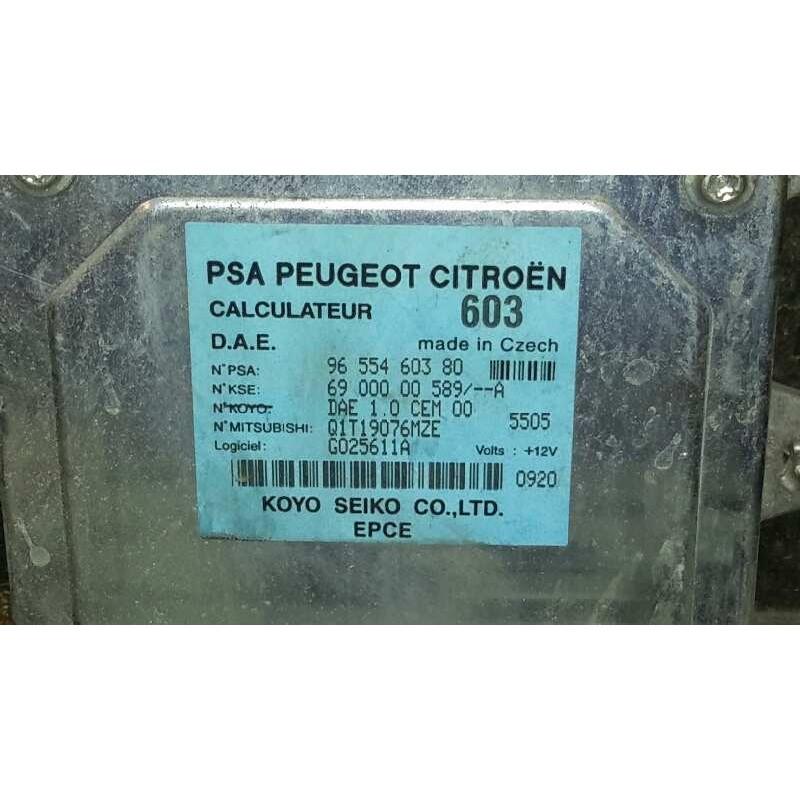 PSA PEUGEOT CITROËN
CALCULATEUR 603
D.A.E. made in Czech
N°PSA: 96 554 603 80
N°KSE: 69 000 00 589/--A
N°KOYO: DAE 1.0 CEM 00
N°MITSUBISHI: Q1T19076MZE 5505
Logiciel: G025611A Volts : +12V
0920
KOYO SEIKO CO.,LTD.
EPCE